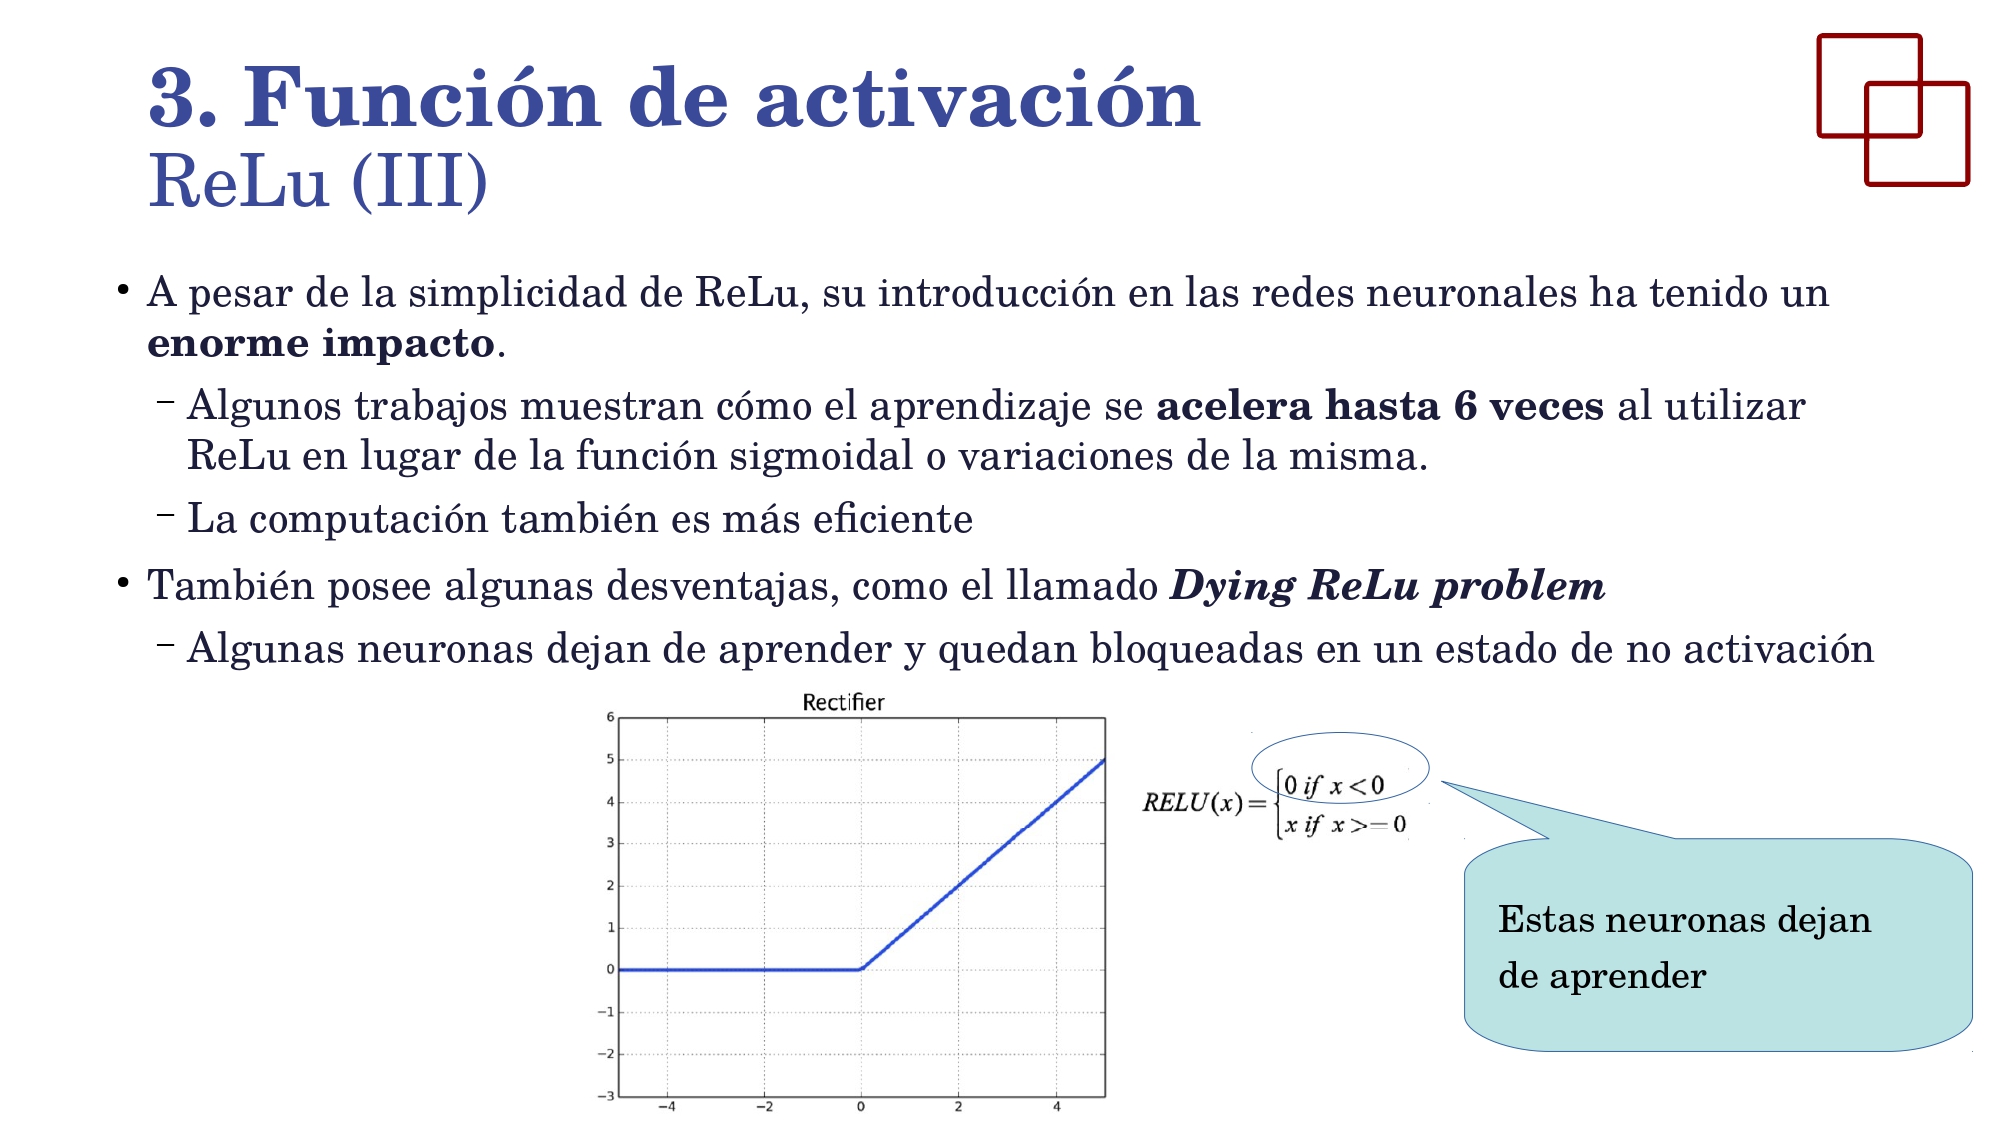 3. Función de activación
ReLu (III)
• A pesar de la simplicidad de ReLu, su introducción en las redes neuronales ha tenido un
enorme impacto.
– Algunos trabajos muestran cómo el aprendizaje se acelera hasta 6 veces al utilizar
ReLu en lugar de la función sigmoidal o variaciones de la misma.
– La computación también es más eficiente
• También posee algunas desventajas, como el llamado Dying ReLu problem
– Algunas neuronas dejan de aprender y quedan bloqueadas en un estado de no activación
Rectifier
6
5
4
3
2
1
0
−1
−2
−3
−4 −2 0 2 4
0 if x<0
RELU(x)=
x if x>=0
Estas neuronas dejan
de aprender